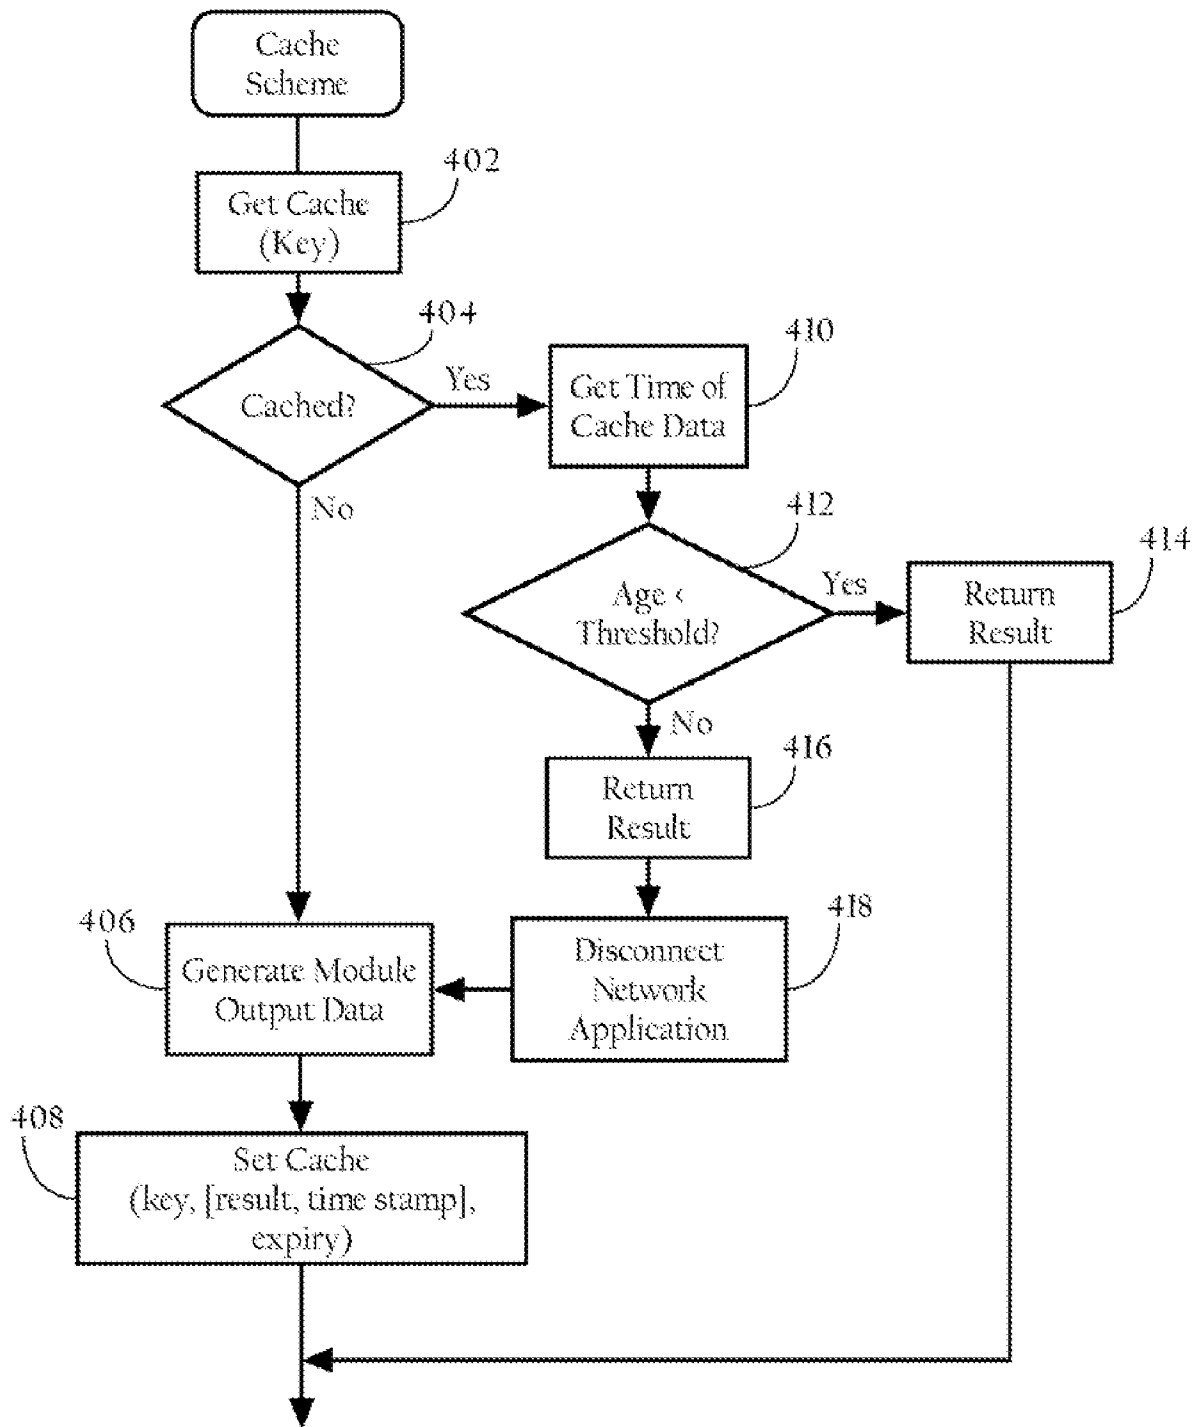 Cache
Scheme
402
Get Cache
(Key)
404
Cached?
Yes
No
410
Get Time of
Cache Data
412
Age <
Threshold?
Yes
No
414
Return
Result
416
Return
Result
418
Disconnect
Network
Application
406
Generate Module
Output Data
408
Set Cache
(key, [result, time stamp],
expiry)